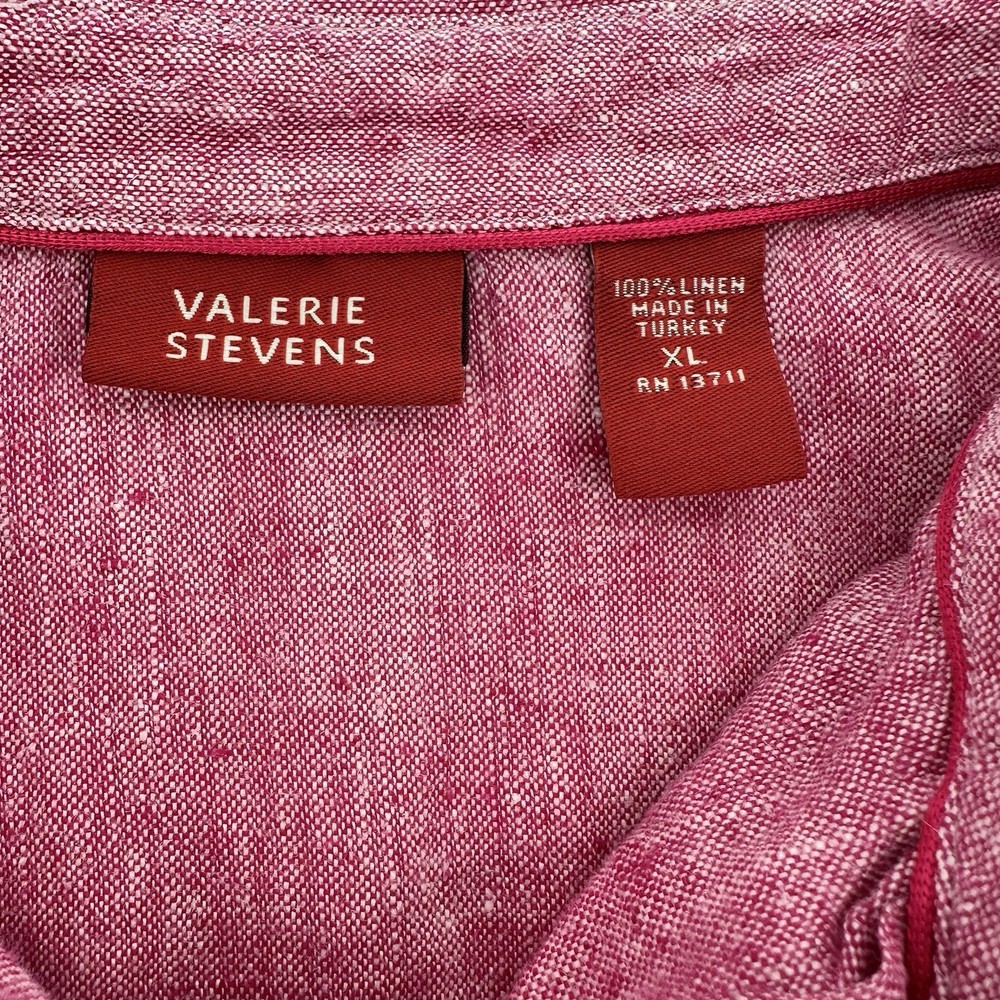 VALERIE
STEVENS
100% LINEN
MADE IN
TURKEY
XL
RN 13711